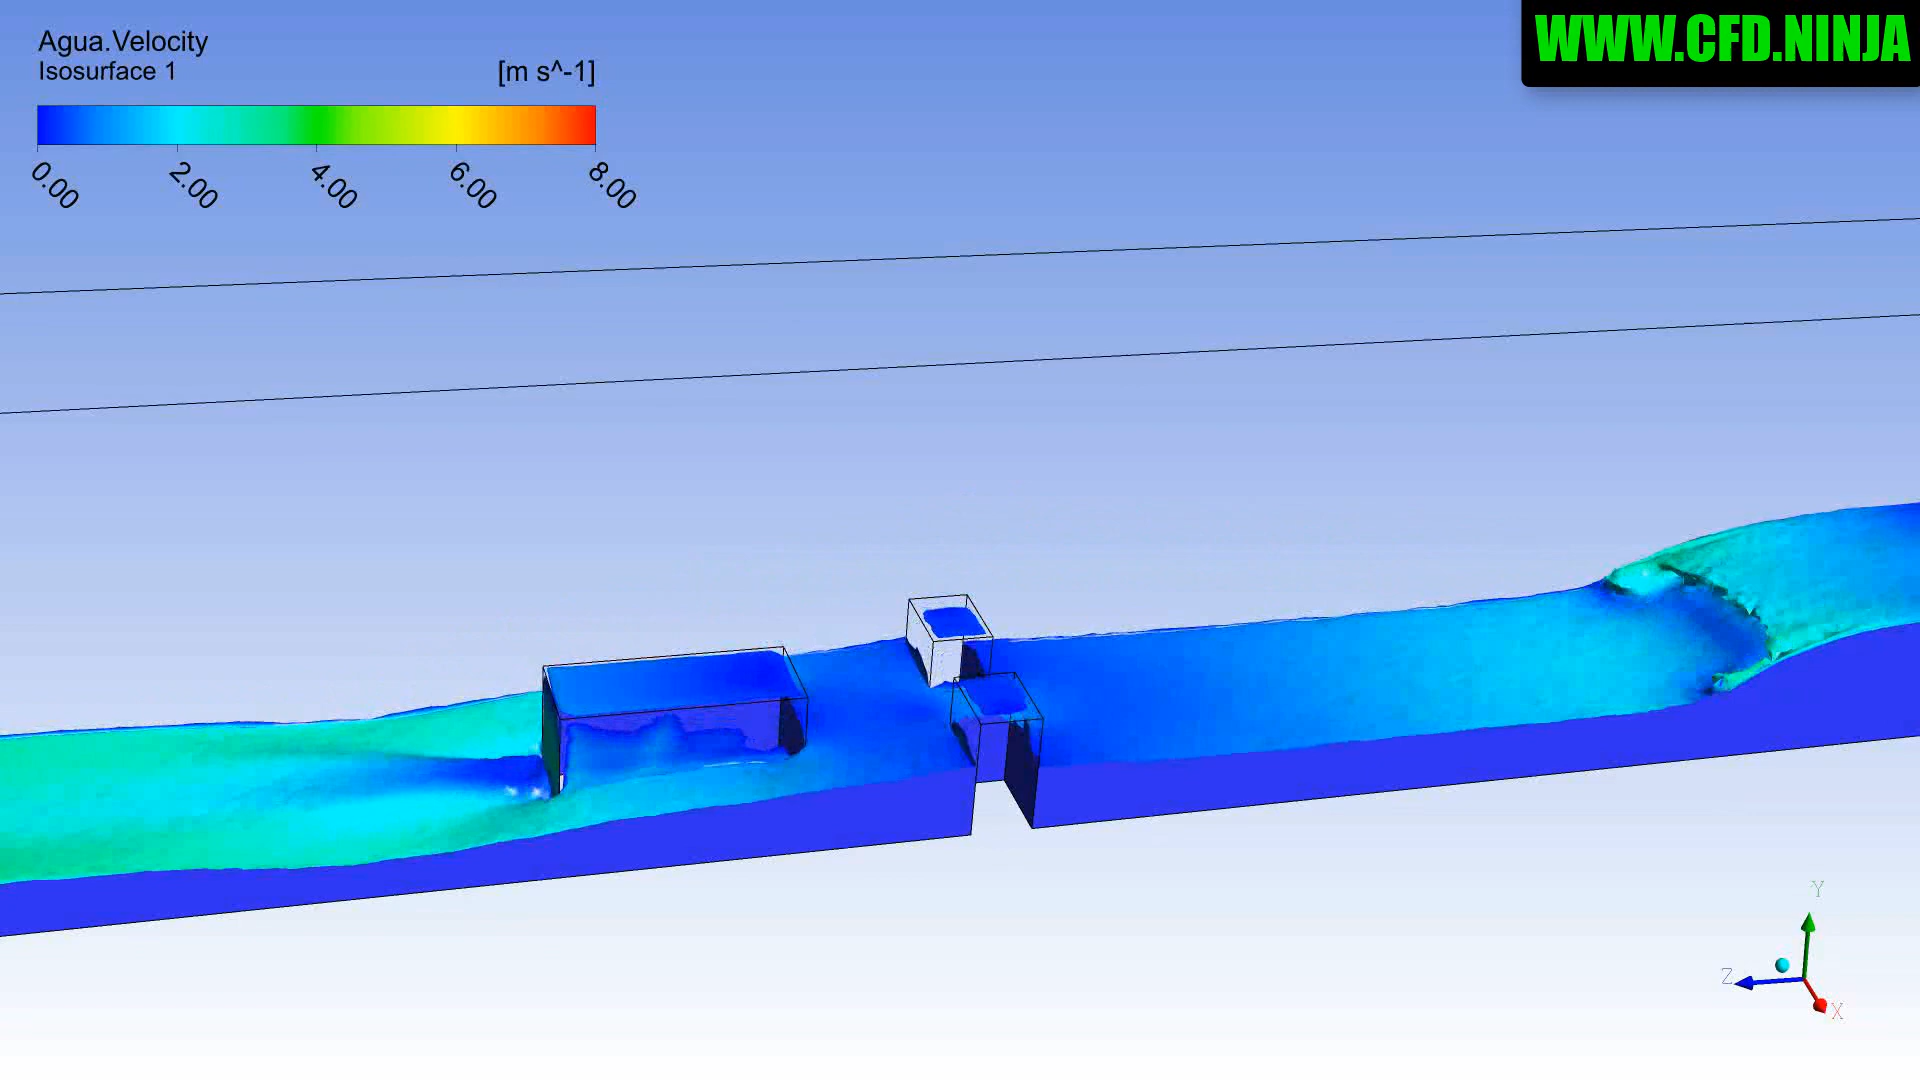 WWW.CFD.NINJA
Agua.Velocity
Isosurface 1
[m s^-1]
0.00
2.00
4.00
6.00
8.00
Y
Z
X